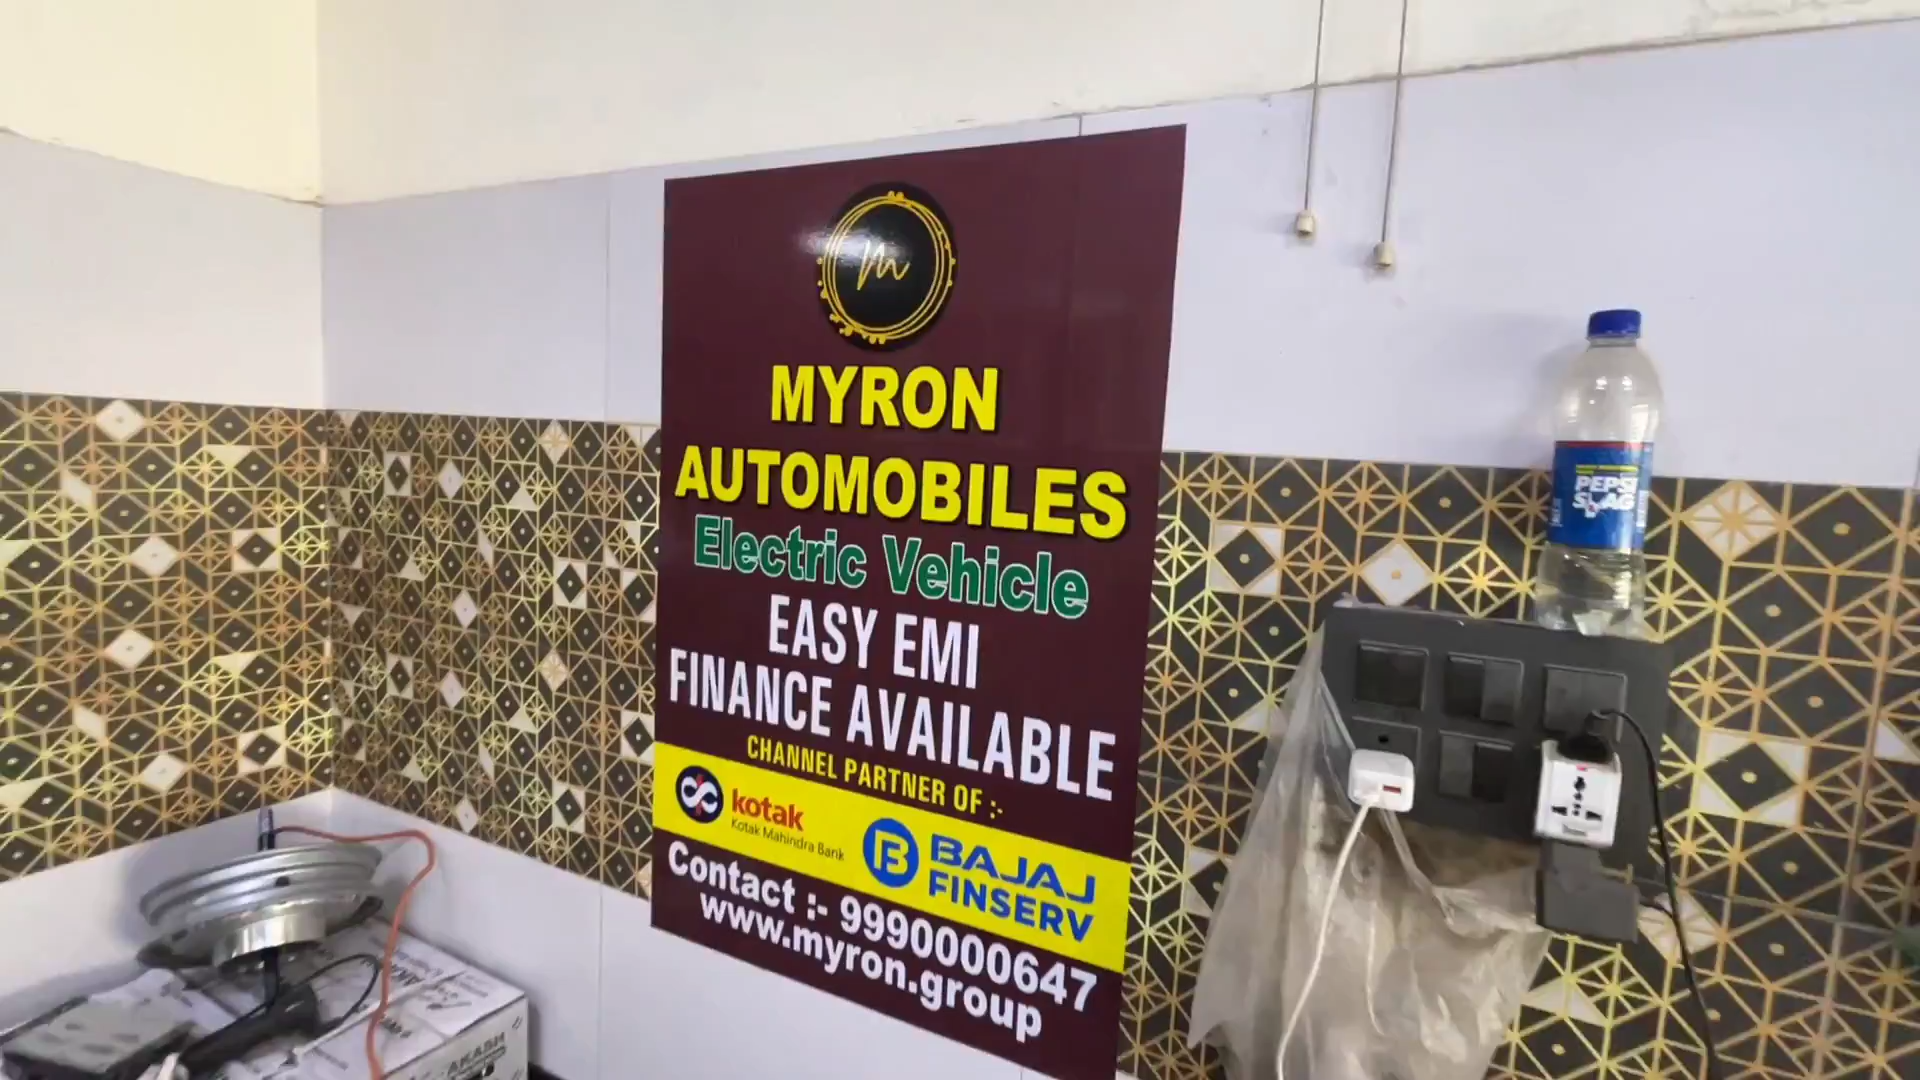 m
MYRON
AUTOMOBILES
Electric Vehicle
EASY EMI
FINANCE AVAILABLE
CHANNEL PARTNER OF :-
kotak
Kotak Mahindra Bank
BAJAJ
FINSERV
Contact :- 9990000647
www.myron.group
PEPSI
AKASH